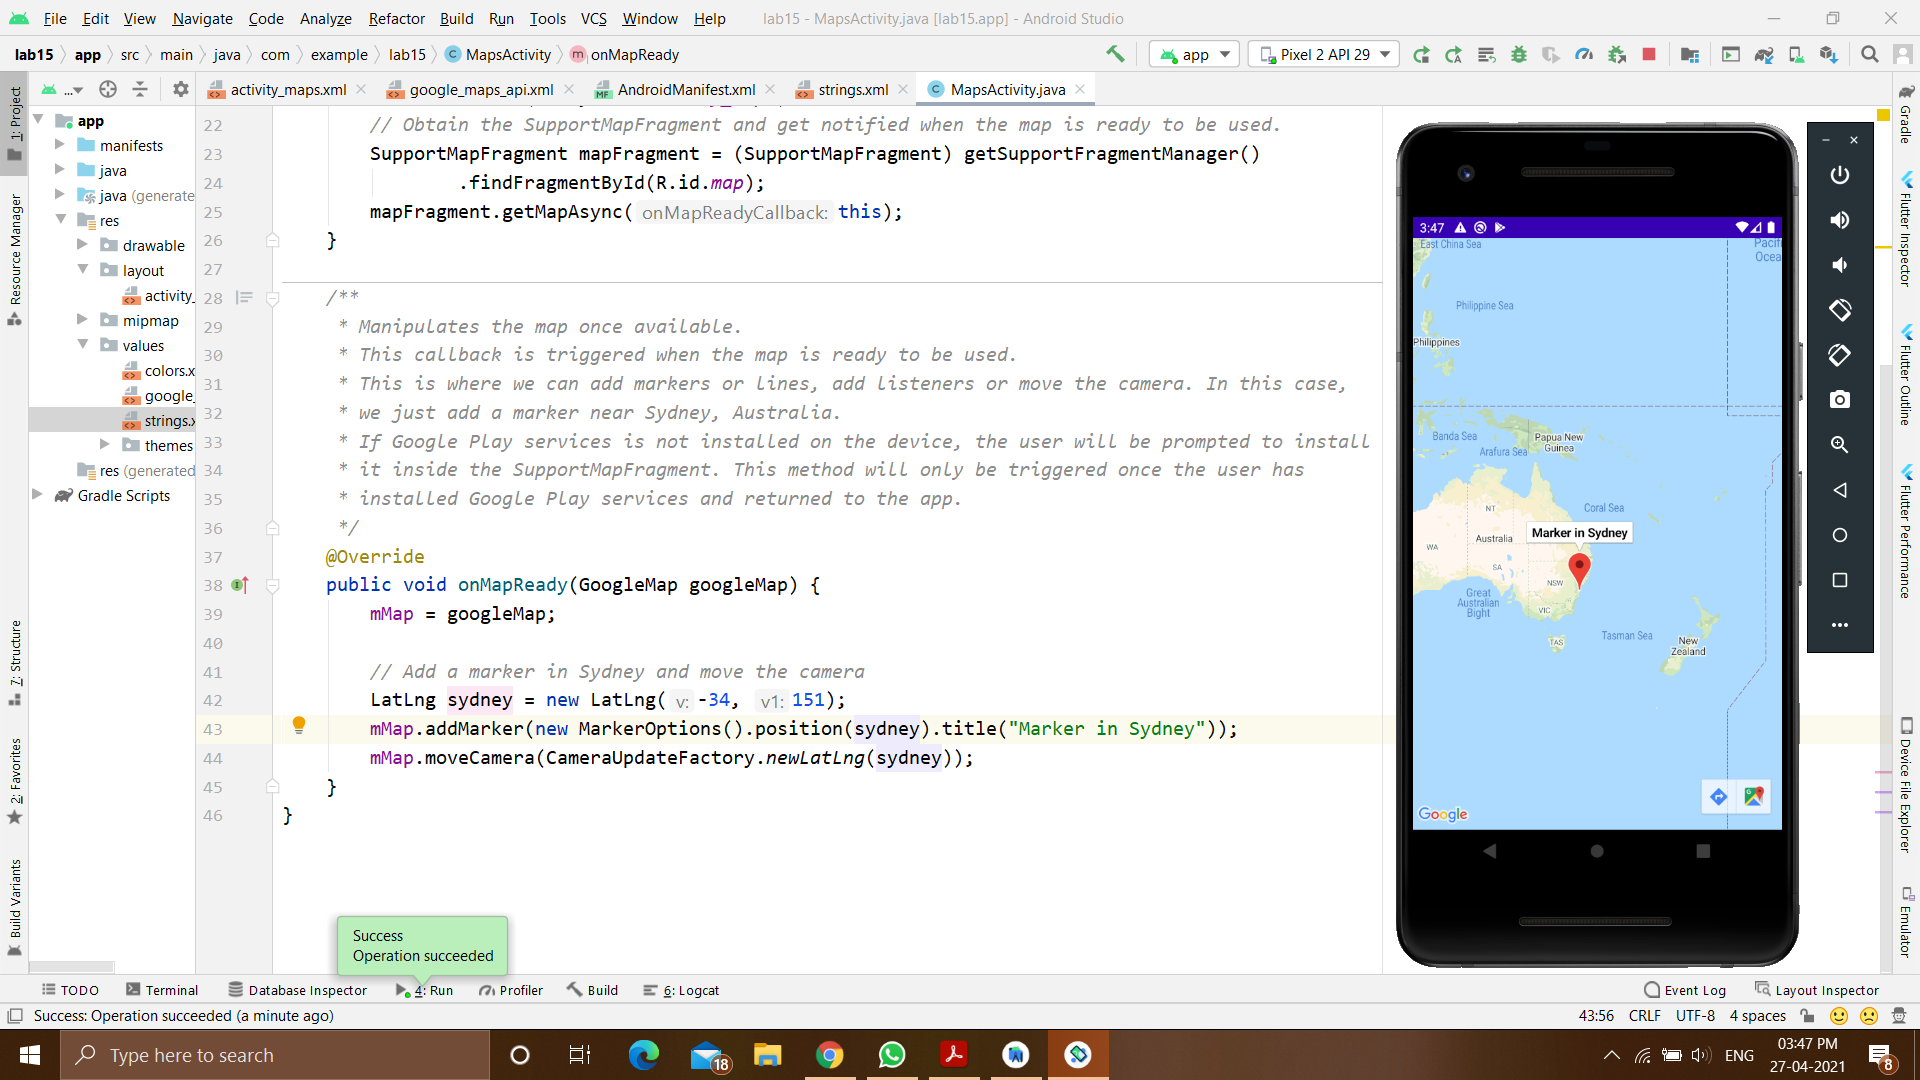 File Edit View Navigate Code Analyze Refactor Build Run Tools VCS Window Help lab15 - MapsActivity.java [lab15.app] - Android Studio
lab15 app src main java com example lab15 MapsActivity onMapReady app Pixel 2 API 29
... activity_maps.xml google_maps_api.xml AndroidManifest.xml strings.xml MapsActivity.java
1: Project
Resource Manager
7: Structure
2: Favorites
Build Variants
app
manifests
java
java (generate
res
drawable
layout
activity_
mipmap
values
colors.x
google_
strings.x
themes
res (generated
Gradle Scripts
22 // Obtain the SupportMapFragment and get notified when the map is ready to be used.
23 SupportMapFragment mapFragment = (SupportMapFragment) getSupportFragmentManager()
24 .findFragmentById(R.id.map);
25 mapFragment.getMapAsync( onMapReadyCallback: this);
26 }
27
28 /**
29 * Manipulates the map once available.
30 * This callback is triggered when the map is ready to be used.
31 * This is where we can add markers or lines, add listeners or move the camera. In this case,
32 * we just add a marker near Sydney, Australia.
33 * If Google Play services is not installed on the device, the user will be prompted to install
34 * it inside the SupportMapFragment. This method will only be triggered once the user has
35 * installed Google Play services and returned to the app.
36 */
37 @Override
38 public void onMapReady(GoogleMap googleMap) {
39 mMap = googleMap;
40
41 // Add a marker in Sydney and move the camera
42 LatLng sydney = new LatLng( v: -34, v1: 151);
43 mMap.addMarker(new MarkerOptions().position(sydney).title("Marker in Sydney"));
44 mMap.moveCamera(CameraUpdateFactory.newLatLng(sydney));
45 }
46 }
3:47
East China Sea
Pacifi
Ocea
Philippine Sea
Philippines
Banda Sea
Papua New
Guinea
Arafura Sea
NT
Coral Sea
Marker in Sydney
Australia
WA
SA
NSW
Great
Australian
Bight
VIC
Tasman Sea
TAS
New
Zealand
Google
Gradle
Flutter Inspector
Flutter Outline
Flutter Performance
Device File Explorer
Emulator
Success
Operation succeeded
TODO Terminal Database Inspector 4: Run Profiler Build 6: Logcat Event Log Layout Inspector
Success: Operation succeeded (a minute ago) 43:56 CRLF UTF-8 4 spaces
Type here to search 18 ENG 03:47 PM
27-04-2021 8